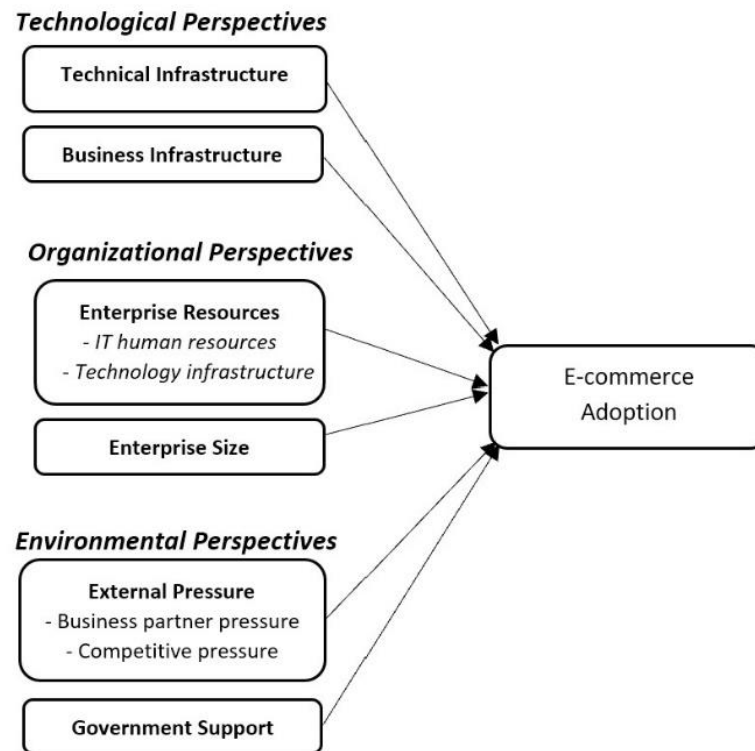 Technological Perspectives
Technical Infrastructure
Business Infrastructure
Organizational Perspectives
Enterprise Resources
- IT human resources
- Technology infrastructure
Enterprise Size
E-commerce
Adoption
Environmental Perspectives
External Pressure
- Business partner pressure
- Competitive pressure
Government Support